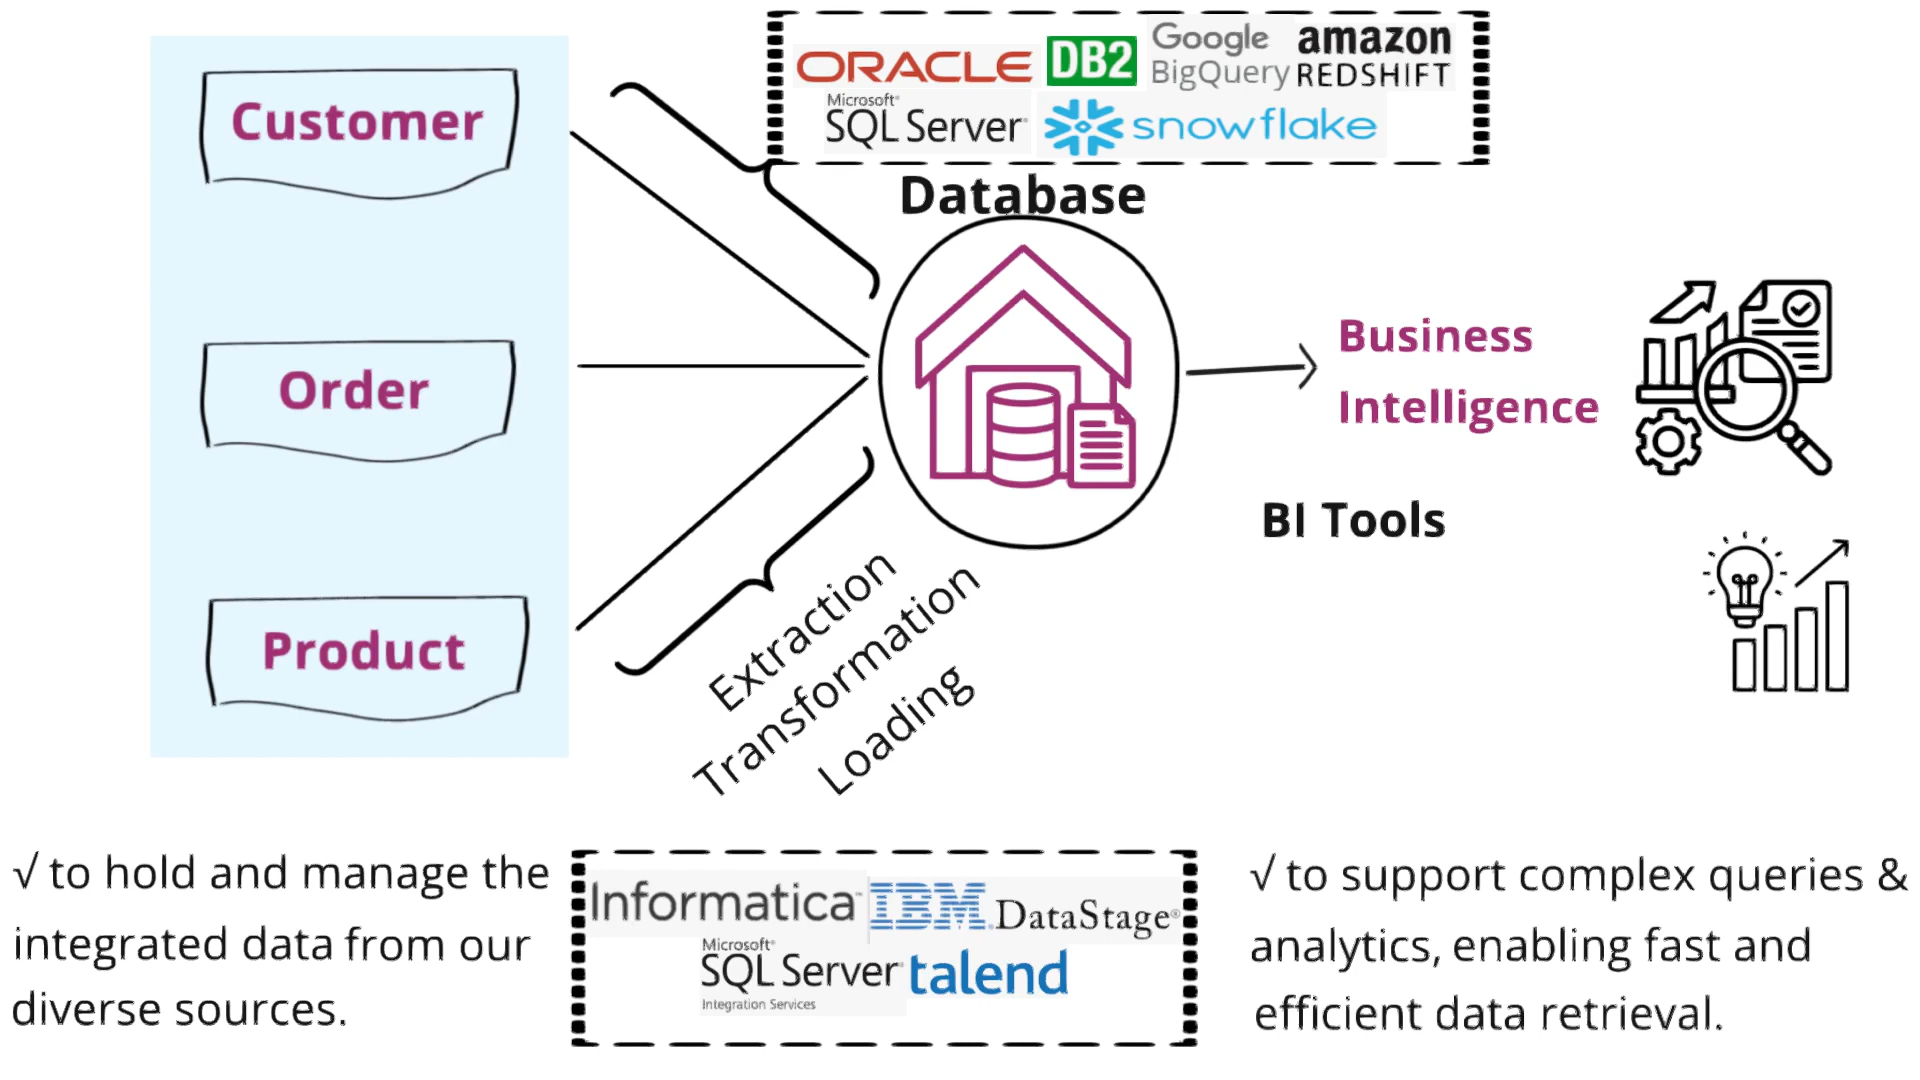 Customer
Order
Product
ORACLE
DB2
Google
BigQuery
amazon
REDSHIFT
Microsoft®
SQL Server®
snowflake
Database
Extraction
Transformation
Loading
Business
Intelligence
BI Tools
√ to hold and manage the
integrated data from our
diverse sources.
Informatica™
IBM® DataStage®
Microsoft®
SQL Server®
Integration Services
talend
√ to support complex queries &
analytics, enabling fast and
efficient data retrieval.